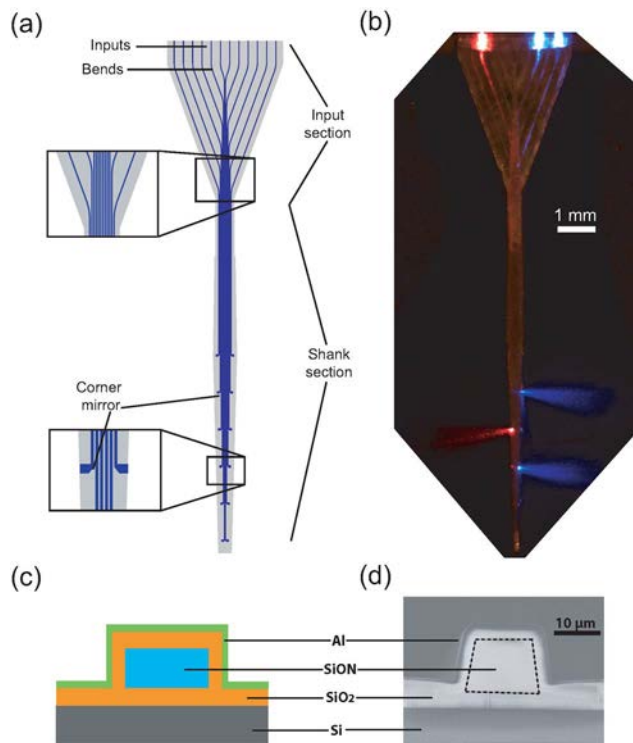 (a)
Inputs
Bends
Input
section
Corner
mirror
Shank
section
(b)
1 mm
(c)
Al
SiON
SiO₂
Si
(d)
10 μm